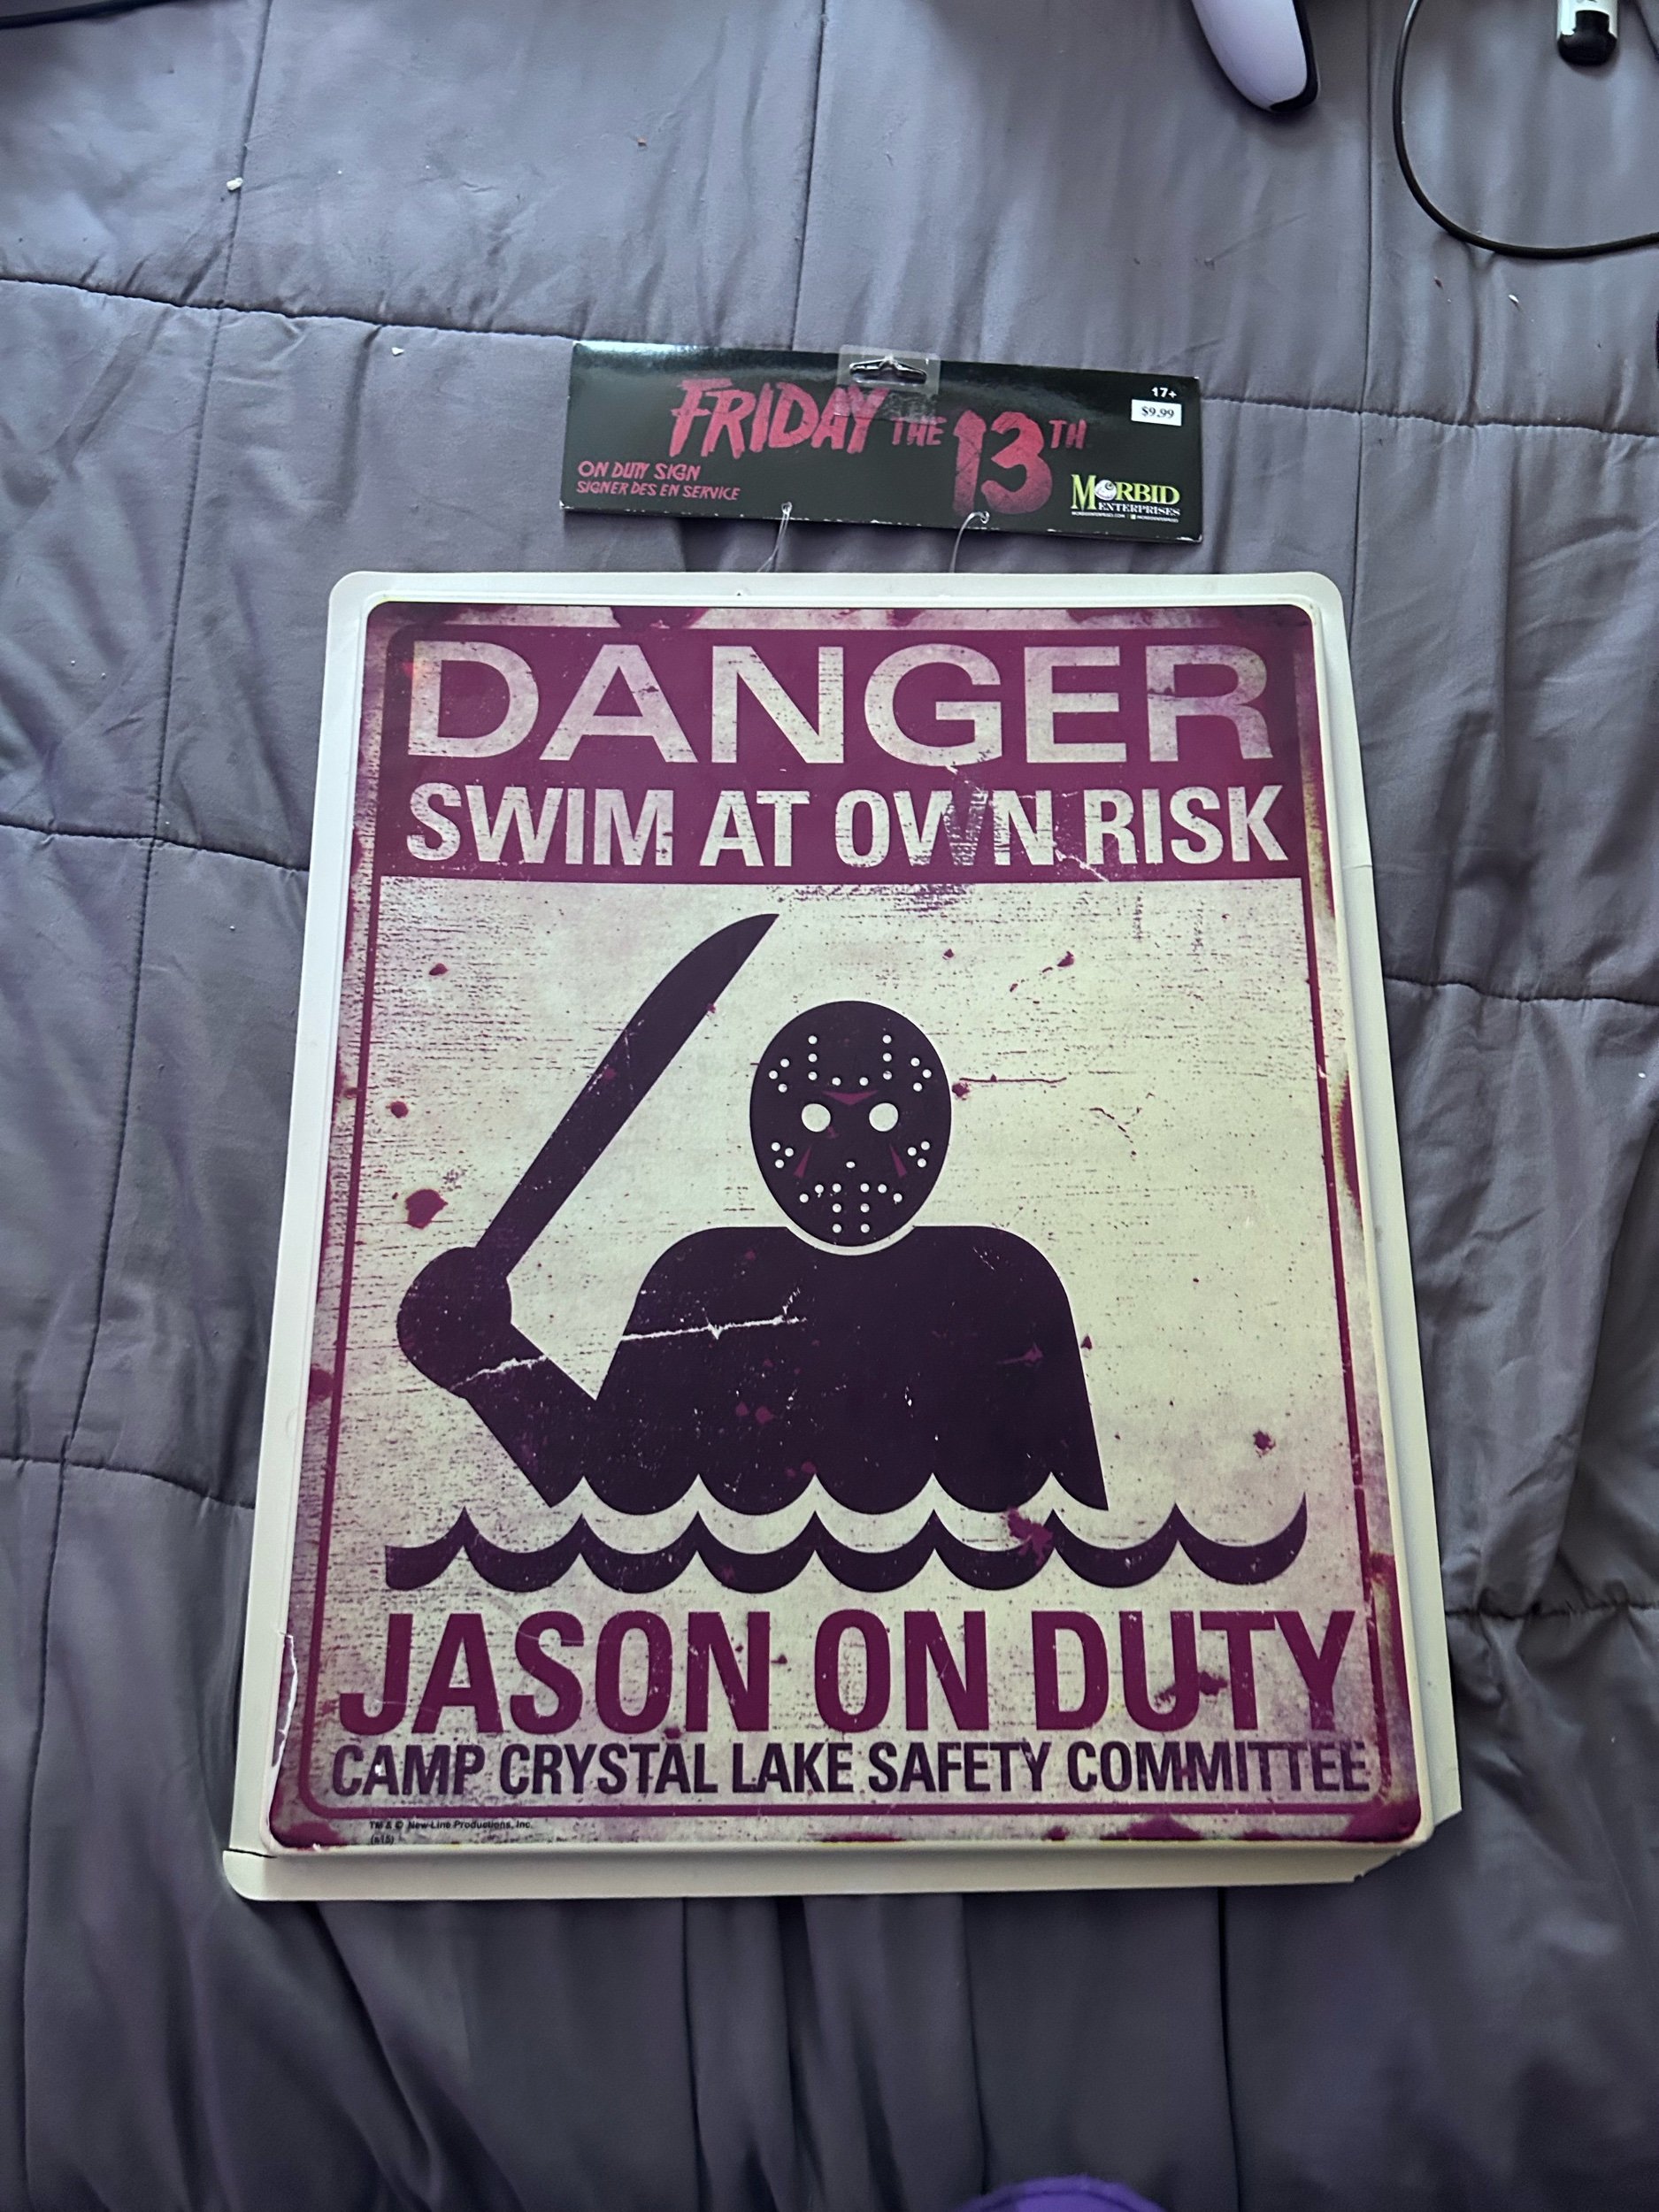 17+
$9.99
FRIDAY THE 13TH
ON DUTY SIGN
SIGNER DES EN SERVICE
MORBID
ENTERPRISES
DANGER
SWIM AT OWN RISK
JASON ON DUTY
CAMP CRYSTAL LAKE SAFETY COMMITTEE
TM & © New Line Productions, Inc.
(s15)